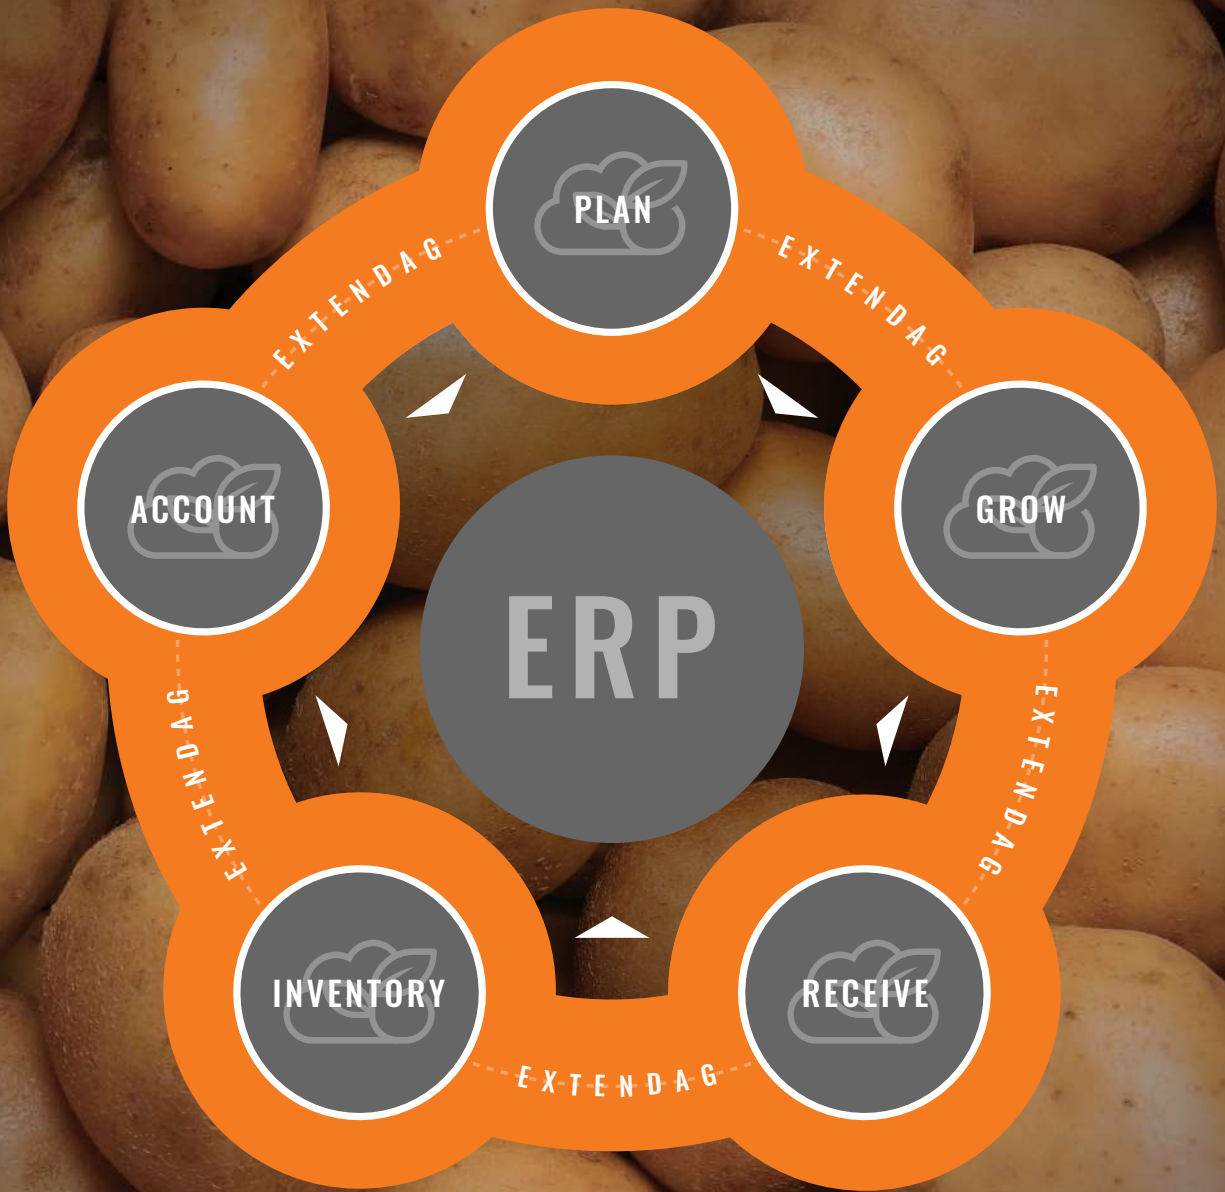 PLAN
EXTENDAG
EXTENDAG
ACCOUNT
GROW
ERP
EXTENDAG
EXTENDAG
INVENTORY
RECEIVE
EXTENDAG